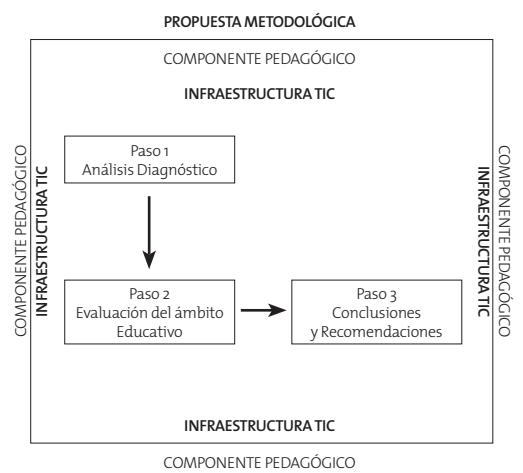 PROPUESTA METODOLÓGICA
COMPONENTE PEDAGÓGICO
INFRAESTRUCTURA TIC
COMPONENTE PEDAGÓGICO
INFRAESTRUCTURA TIC
Paso 1
Análisis Diagnóstico
Paso 2
Evaluación del ámbito
Educativo
Paso 3
Conclusiones
y Recomendaciones
INFRAESTRUCTURA TIC
COMPONENTE PEDAGÓGICO
INFRAESTRUCTURA TIC
COMPONENTE PEDAGÓGICO